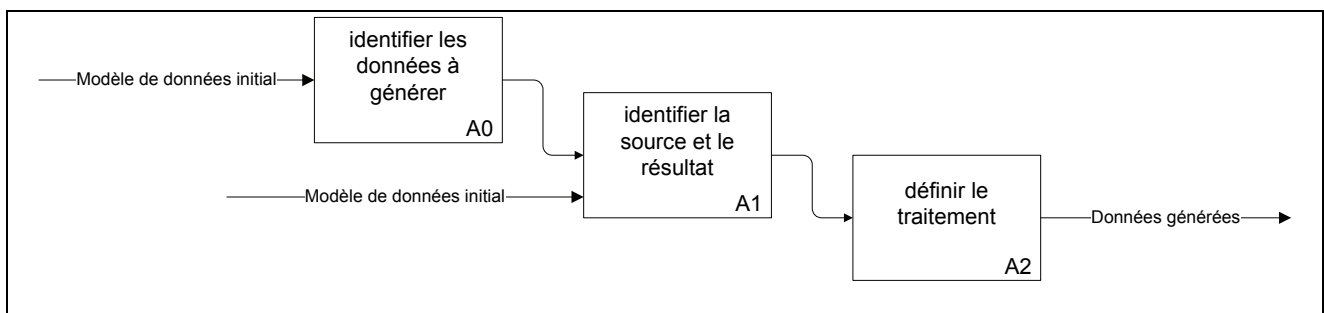 identifier les
données à
générer
A0
Modèle de données initial
identifier la
source et le
résultat
A1
Modèle de données initial
définir le
traitement
A2
Données générées